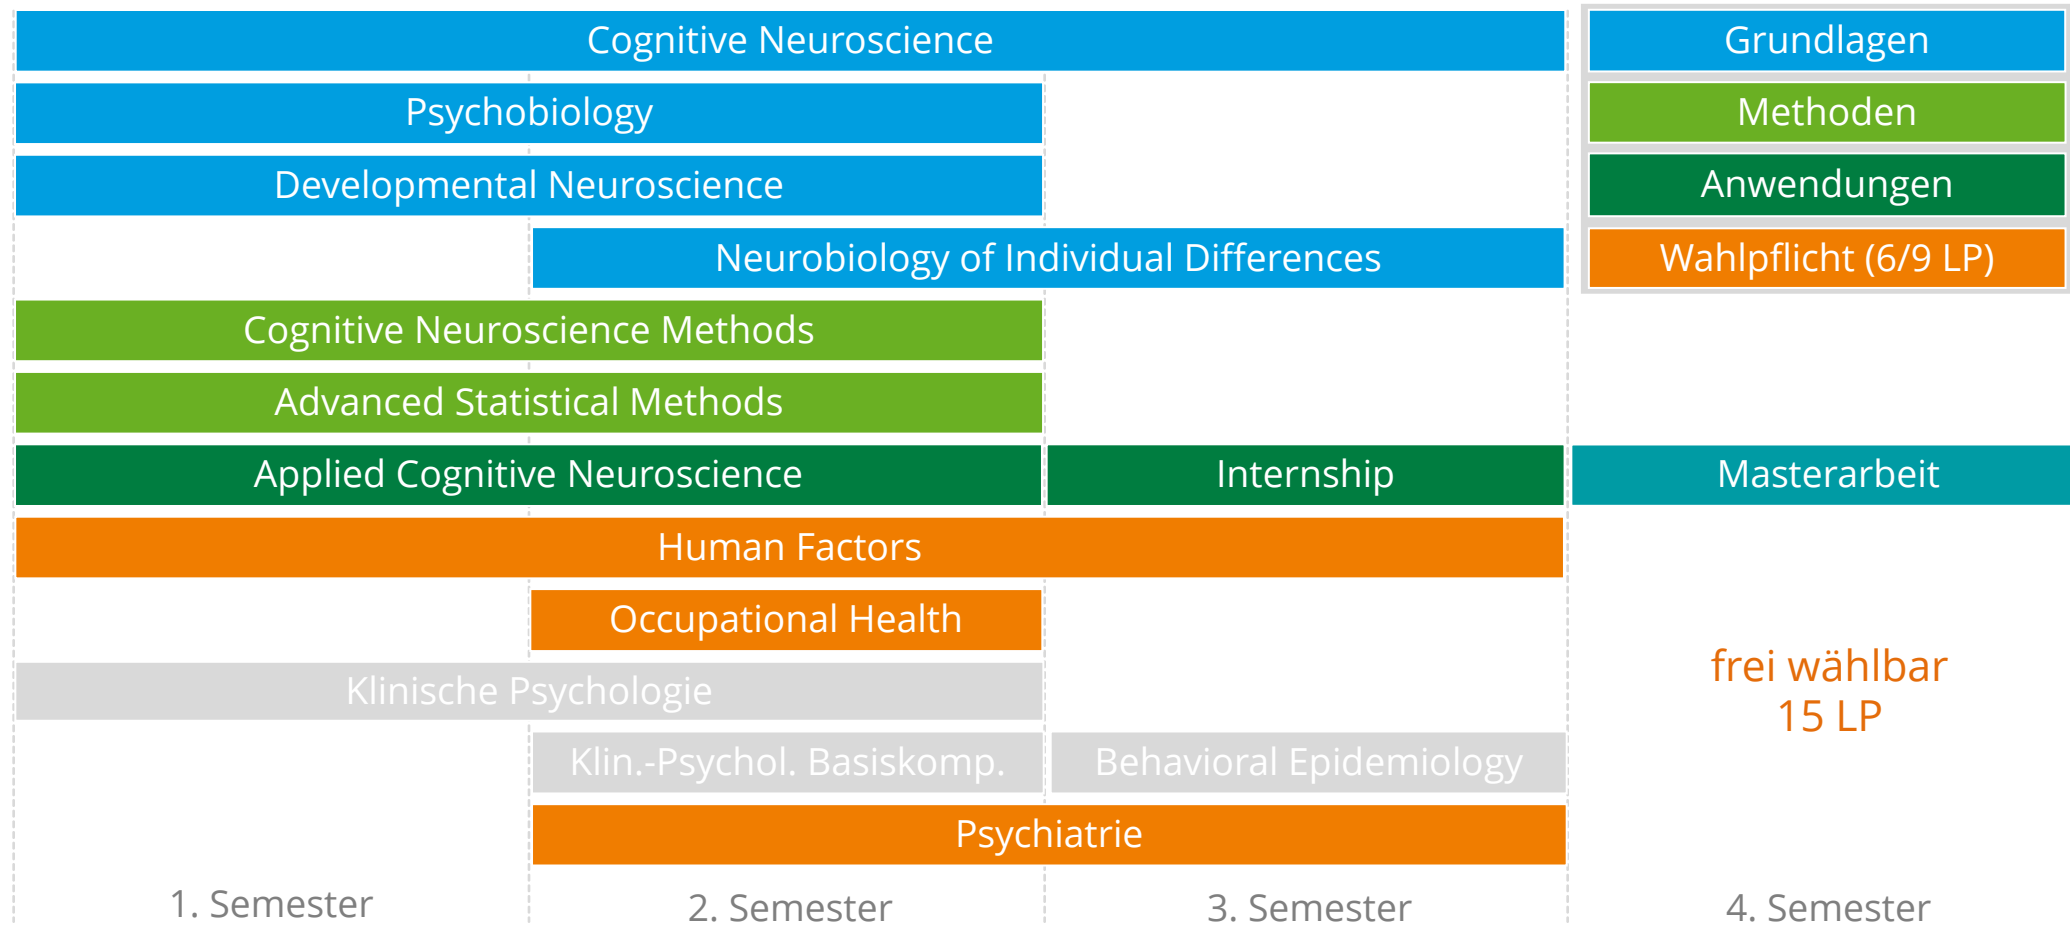 Cognitive Neuroscience
Grundlagen
Psychobiology
Methoden
Developmental Neuroscience
Anwendungen
Neurobiology of Individual Differences
Wahlpflicht (6/9 LP)
Cognitive Neuroscience Methods
Advanced Statistical Methods
Applied Cognitive Neuroscience
Internship
Masterarbeit
Human Factors
Occupational Health
Klinische Psychologie
frei wählbar
15 LP
Klin.-Psychol. Basiskomp.
Behavioral Epidemiology
Psychiatrie
1. Semester
2. Semester
3. Semester
4. Semester